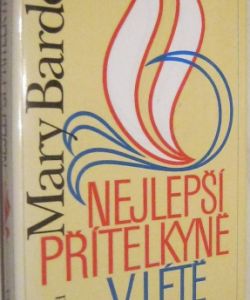 Mary Bard
NEJLEPŠÍ
PŘÍTELKYNĚ
V LÉTĚ